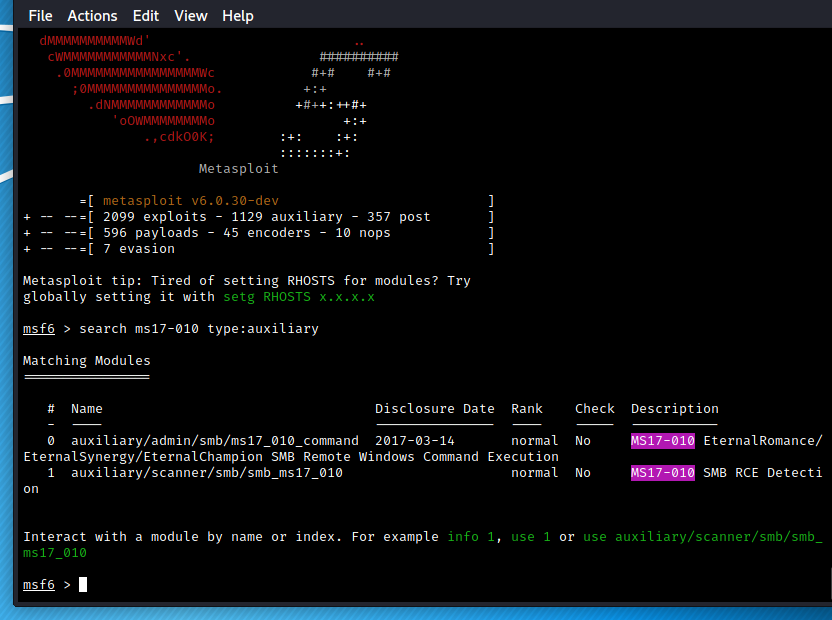 File Actions Edit View Help
dMMMMMMMMMMWd' ..
cWMMMMMMMMMMMNxc'. ##########
.0MMMMMMMMMMMMMMMMWc #+# #+#
;0MMMMMMMMMMMMMMMo. +:+
.dNMMMMMMMMMMMMo +#++:++#+
'oOWMMMMMMMMo +:+
.,cdkO0K; :+: :+:
:::::::+:
Metasploit
=[ metasploit v6.0.30-dev ]
+ -- --=[ 2099 exploits - 1129 auxiliary - 357 post ]
+ -- --=[ 596 payloads - 45 encoders - 10 nops ]
+ -- --=[ 7 evasion ]
Metasploit tip: Tired of setting RHOSTS for modules? Try
globally setting it with setg RHOSTS x.x.x.x
msf6 > search ms17-010 type:auxiliary
Matching Modules
================
# Name Disclosure Date Rank Check Description
- ---- --------------- ---- ----- -----------
0 auxiliary/admin/smb/ms17_010_command 2017-03-14 normal No MS17-010 EternalRomance/
EternalSynergy/EternalChampion SMB Remote Windows Command Execution
1 auxiliary/scanner/smb/smb_ms17_010 normal No MS17-010 SMB RCE Detecti
on
Interact with a module by name or index. For example info 1, use 1 or use auxiliary/scanner/smb/smb_
ms17_010
msf6 >